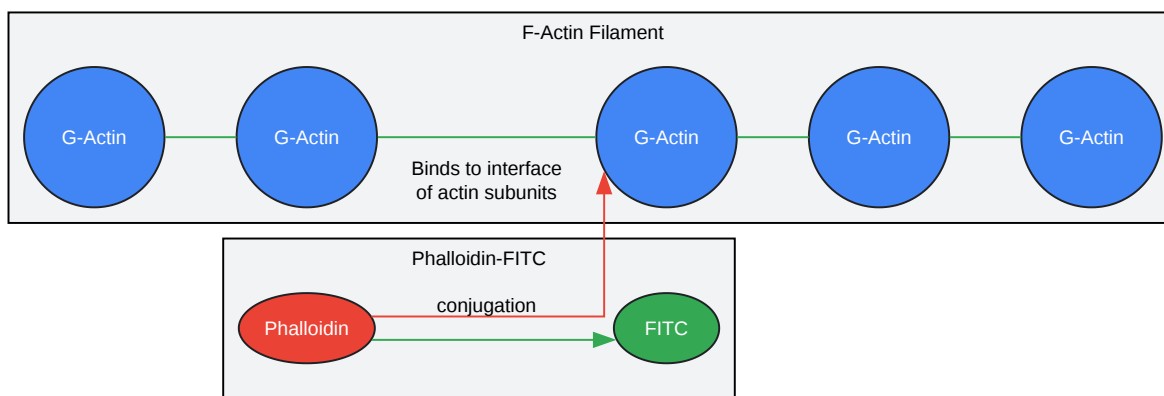 F-Actin Filament
G-Actin
G-Actin
G-Actin
G-Actin
G-Actin
Binds to interface
of actin subunits
Phalloidin-FITC
conjugation
Phalloidin
FITC